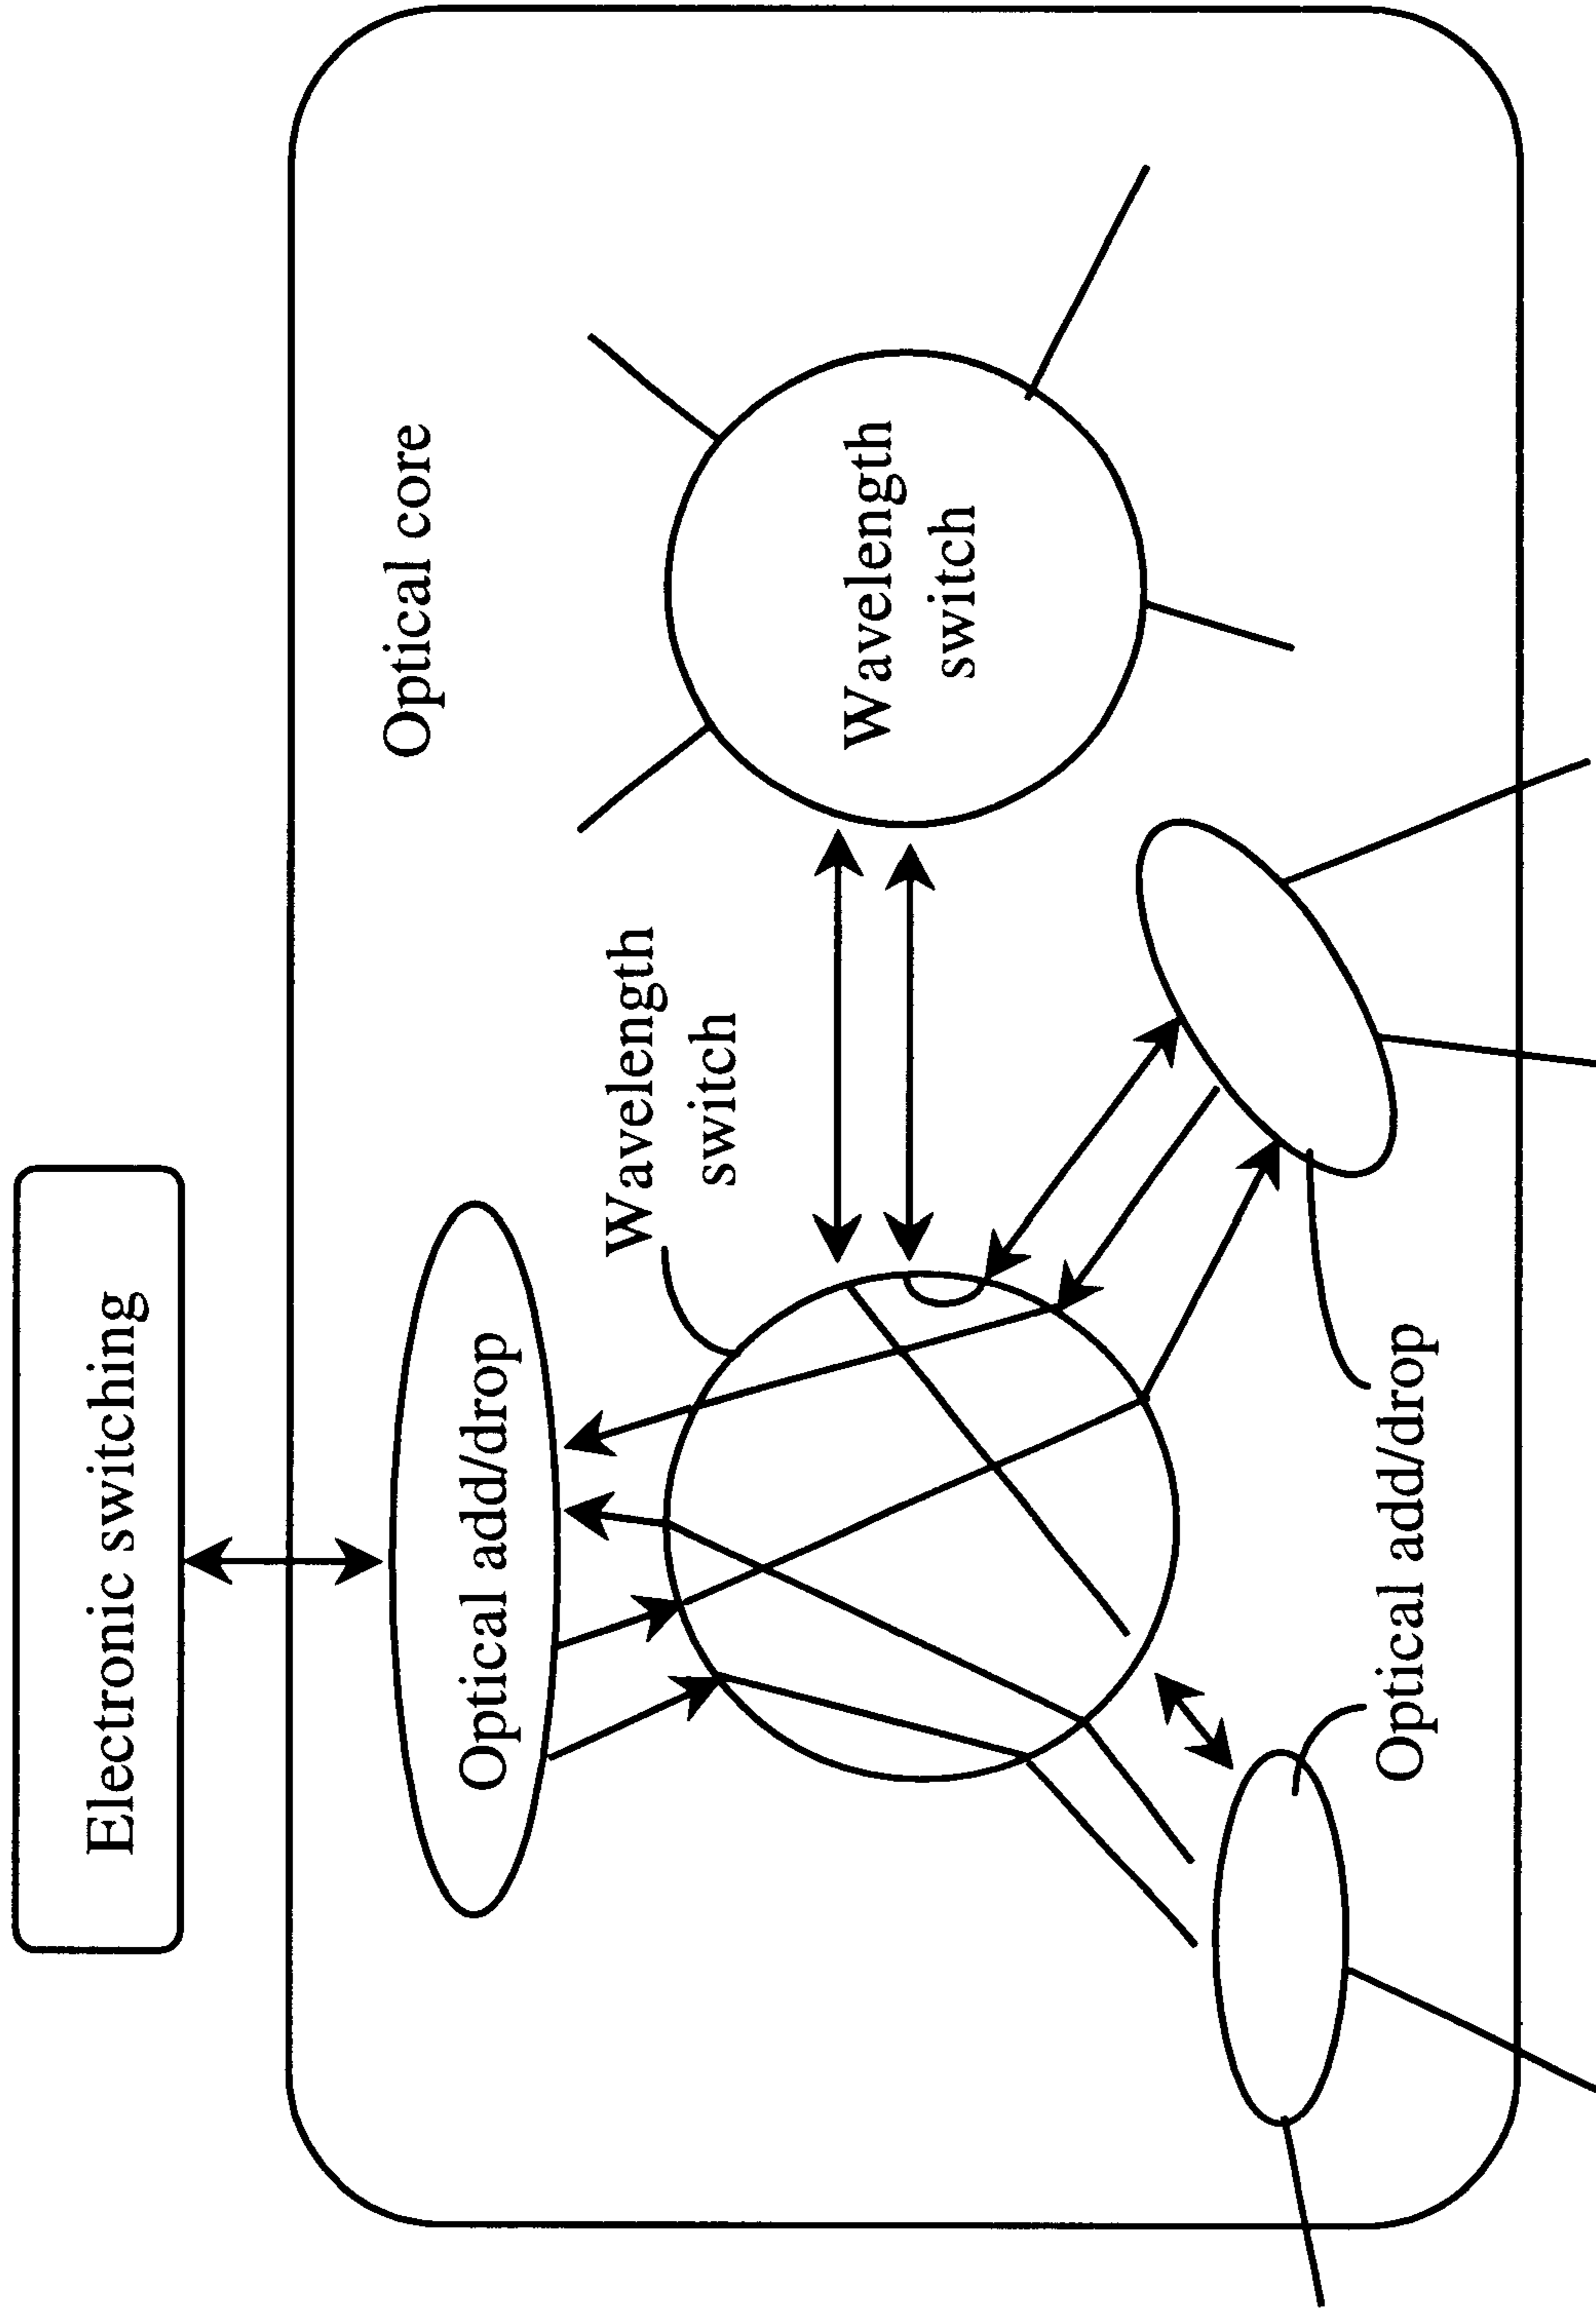 Electronic switching
Optical core
Optical add/drop
Wavelength
switch
Wavelength
switch
Optical add/drop